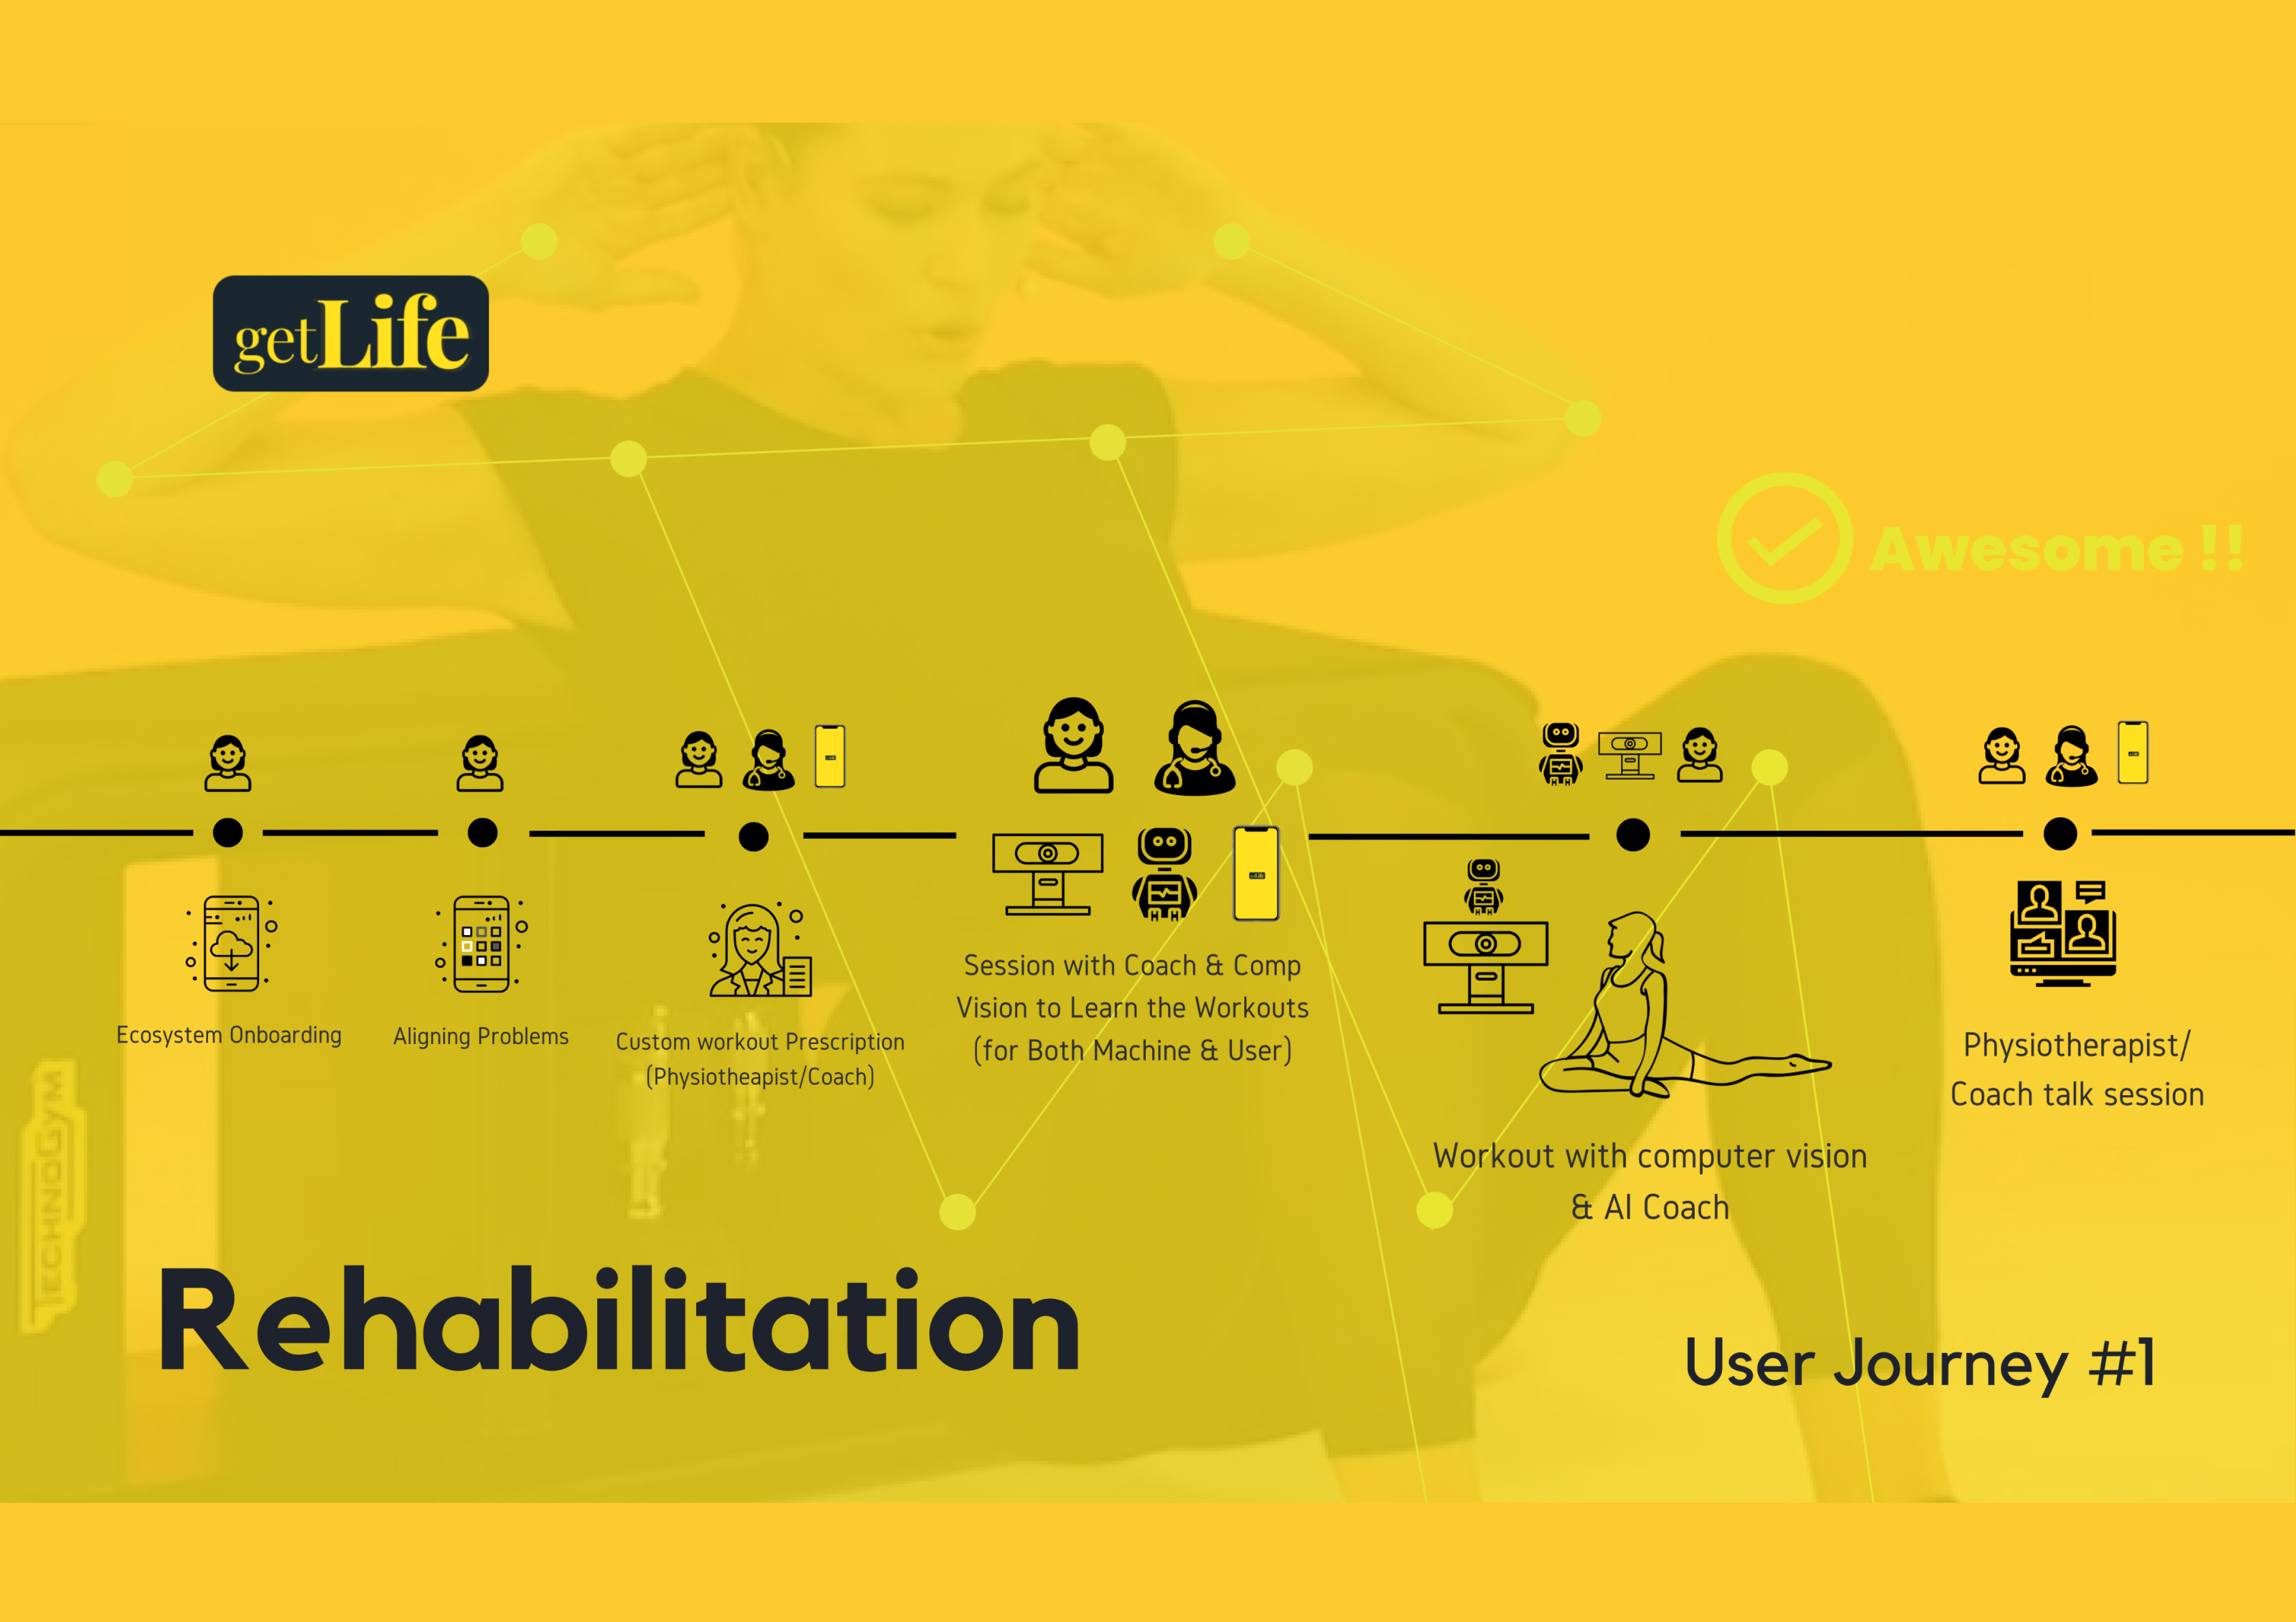 getLife
Awesome !!
Ecosystem Onboarding
Aligning Problems
Custom workout Prescription
(Physiotheapist/Coach)
Session with Coach & Comp
Vision to Learn the Workouts
(for Both Machine & User)
Workout with computer vision
& AI Coach
Physiotherapist/
Coach talk session
TECHNOGYM
Rehabilitation
User Journey #1